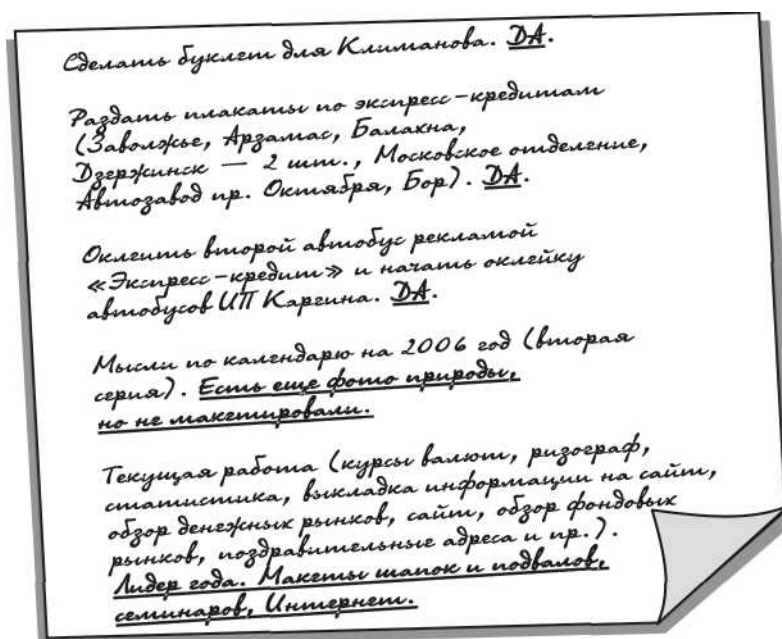 Сделать буклет для Климанова. ДА.
Раздать плакаты по экспресс-кредитам
(Заволжье, Арзамас, Балахна,
Дзержинск — 2 шт., Московское отделение,
Автозавод пр. Октября, Бор). ДА.
Оклеить второй автобус рекламой
«Экспресс-кредит» и начать оклейку
автобусов ИП Каргина. ДА.
Мысли по календарю на 2006 год (вторая
серия). Есть еще фото природы,
но не макетировали.
Текущая работа (курсы валют, ризограф,
статистика, выкладка информации на сайт,
обзор денежных рынков, сайт, обзор фондовых
рынков, поздравительные адреса и пр.).
Лидер года. Макеты шапок и подвалов,
семинаров, Интернет.